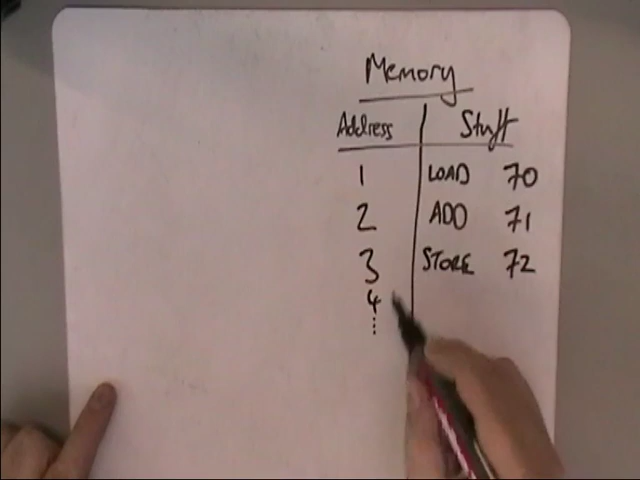 Memory
Address Stuff
1 LOAD 70
2 ADD 71
3 STORE 72
4
...